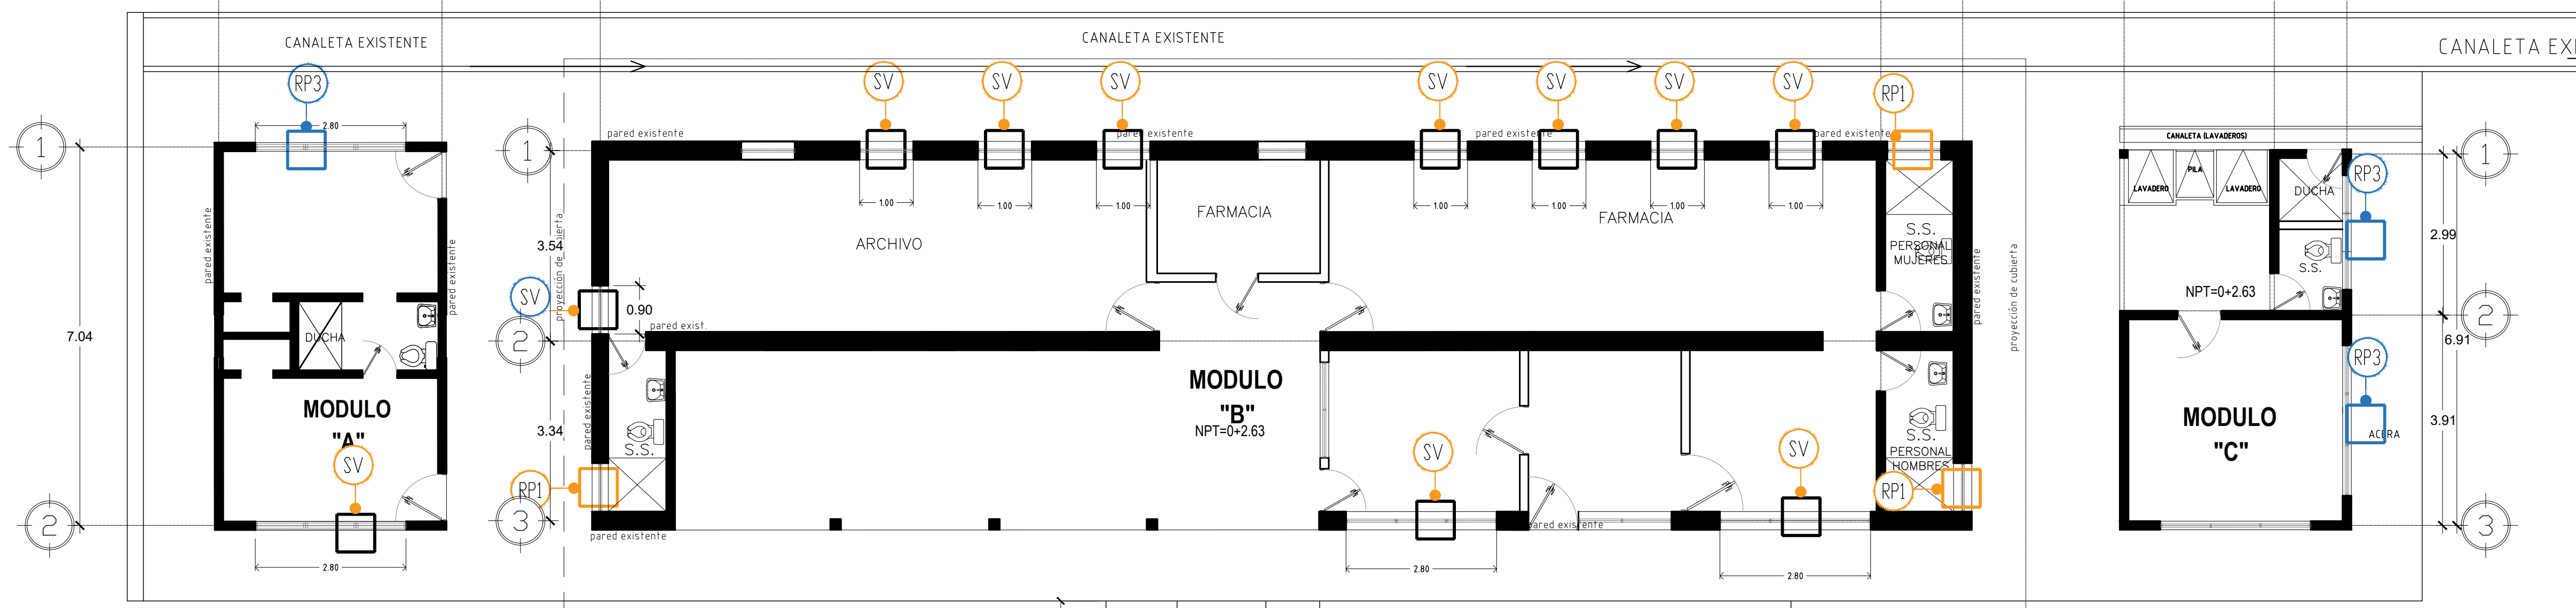 CANALETA EXISTENTE
CANALETA EXISTENTE
CANALETA EXI
RP3
SV
SV
SV
SV
SV
SV
SV
RP1
2.80
pared existente
pared existente
pared existente
pared existente
CANALETA (LAVADEROS)
1
1
1
LAVADERO
PILA
LAVADERO
DUCHA
RP3
1.00
1.00
1.00
1.00
1.00
1.00
1.00
FARMACIA
FARMACIA
ARCHIVO
S.S.
PERSONAL
MUJERES
pared existente
pared existente
3.54
proyección de cubierta
pared existente
proyección de cubierta
2.99
S.S.
NPT=0+2.63
SV
0.90
pared exist.
7.04
DUCHA
2
2
6.91
RP3
MODULO
"A"
MODULO
"B"
NPT=0+2.63
MODULO
"C"
pared existente
3.34
S.S.
S.S.
PERSONAL
HOMBRES
3.91
ACERA
SV
SV
SV
RP1
RP1
2
3
3
pared existente
pared existente
2.80
2.80
2.80